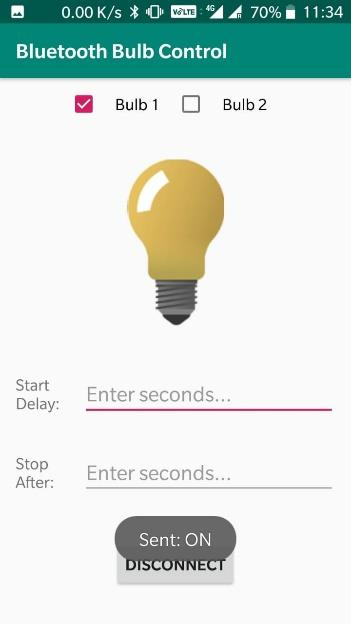 0.00 K/s VoLTE 4G 70% 11:34
Bluetooth Bulb Control
Bulb 1 Bulb 2
Start
Delay: Enter seconds...
Stop
After: Enter seconds...
Sent: ON
DISCONNECT